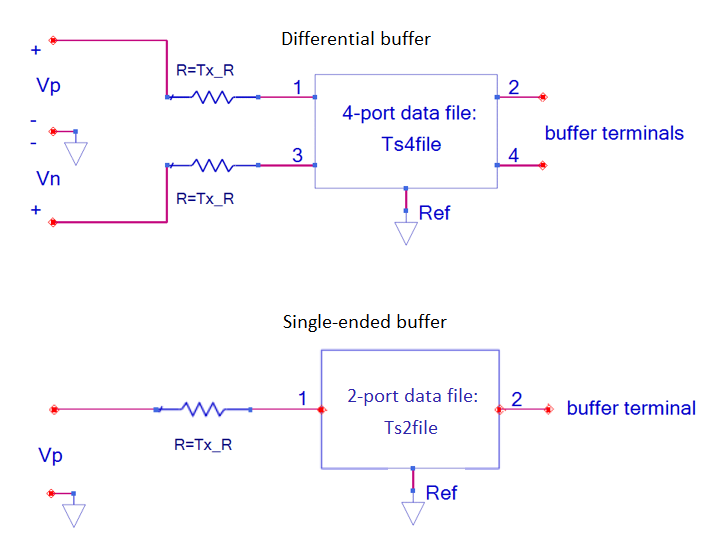 Differential buffer
+
Vp
-
-
Vn
+
R=Tx_R
R=Tx_R
1
3
4-port data file:
Ts4file
2
4
buffer terminals
Ref
Single-ended buffer
Vp
R=Tx_R
1
2-port data file:
Ts2file
2
buffer terminal
Ref